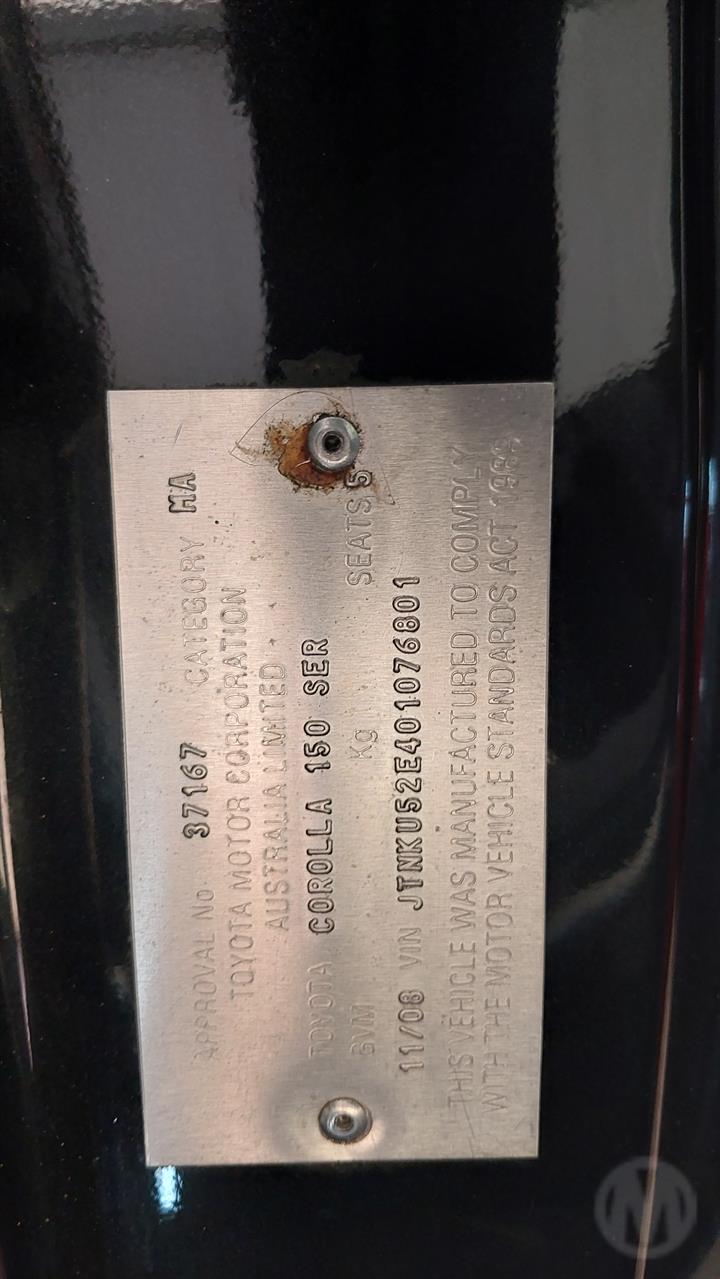 APPROVAL No 37167 CATEGORY MA
TOYOTA MOTOR CORPORATION
AUSTRALIA LIMITED
TOYOTA COROLLA 150 SER
GVM Kg SEATS 5
11/08 VIN JTNKU52E401076801
THIS VEHICLE WAS MANUFACTURED TO COMPLY
WITH THE MOTOR VEHICLE STANDARDS ACT 1989
M